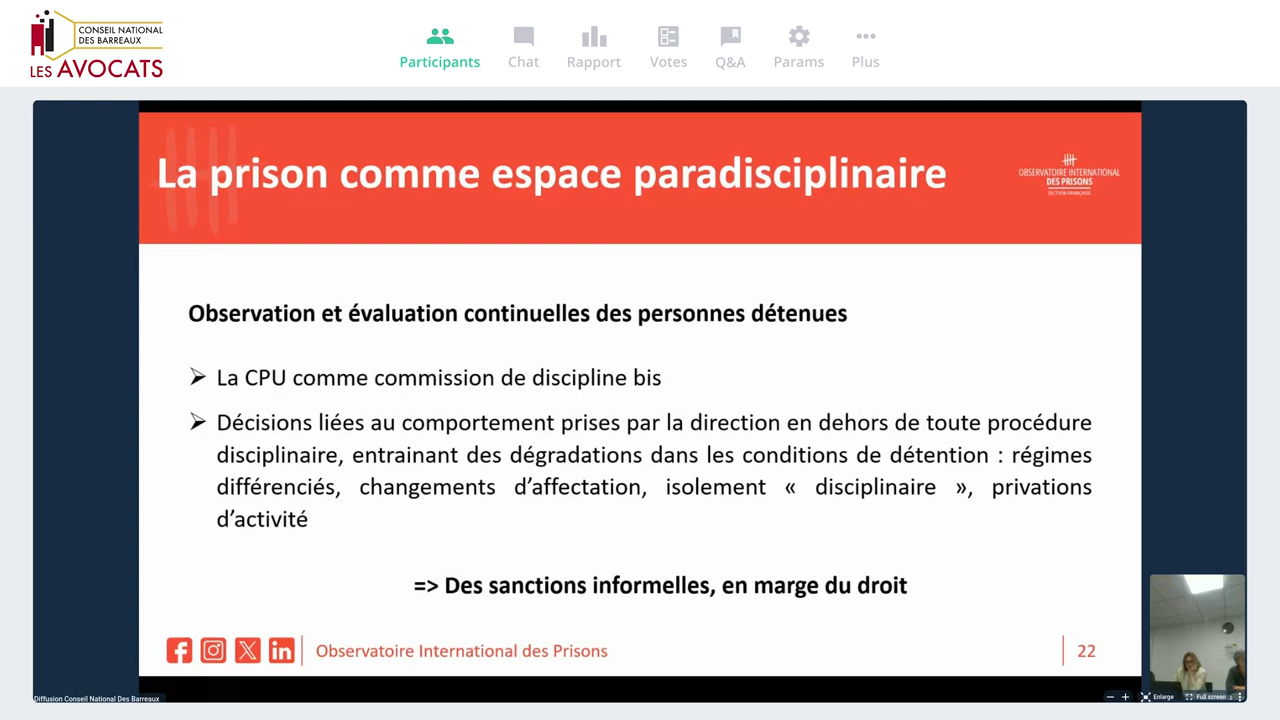 CONSEIL NATIONAL
DES BARREAUX
LES AVOCATS
Participants
Chat
Rapport
Votes
Q&A
Params
Plus
La prison comme espace paradisciplinaire
OBSERVATOIRE INTERNATIONAL
DES PRISONS
SECTION FRANÇAISE
Observation et évaluation continuelles des personnes détenues
➢ La CPU comme commission de discipline bis
➢ Décisions liées au comportement prises par la direction en dehors de toute procédure
disciplinaire, entrainant des dégradations dans les conditions de détention : régimes
différenciés, changements d’affectation, isolement « disciplinaire », privations
d’activité
=> Des sanctions informelles, en marge du droit
Observatoire International des Prisons
22
Diffusion Conseil National Des Barreaux
Enlarge
Full screen